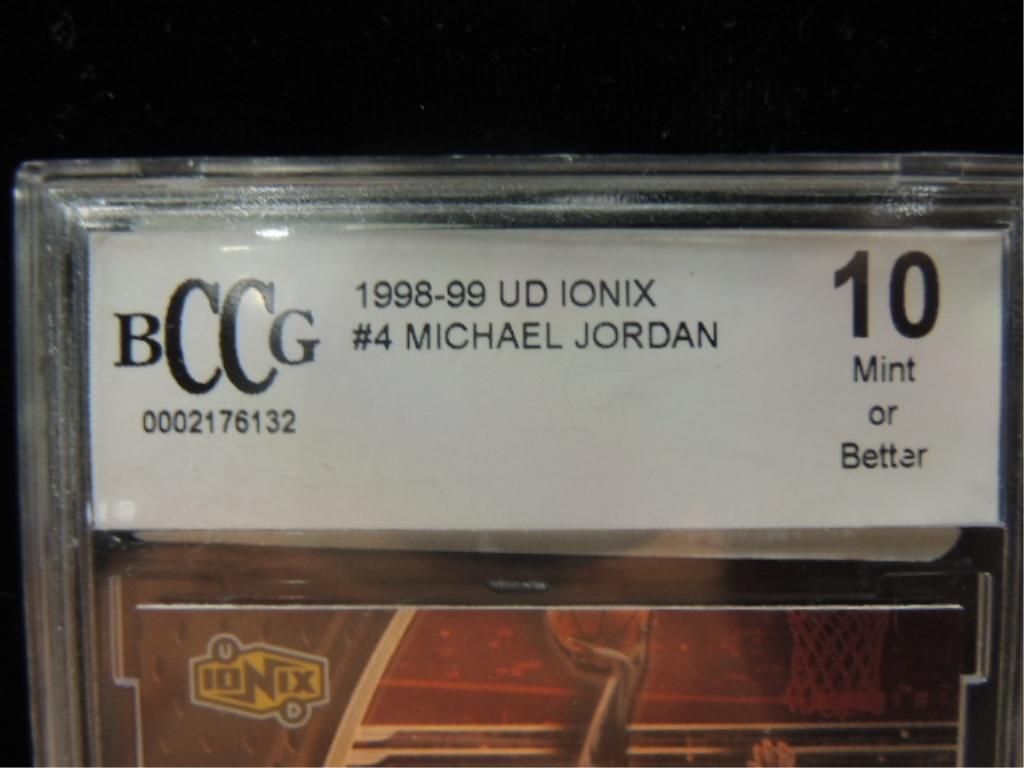 BCCG
0002176132
1998-99 UD IONIX
#4 MICHAEL JORDAN
10
Mint
or
Better
U
IONIX
D